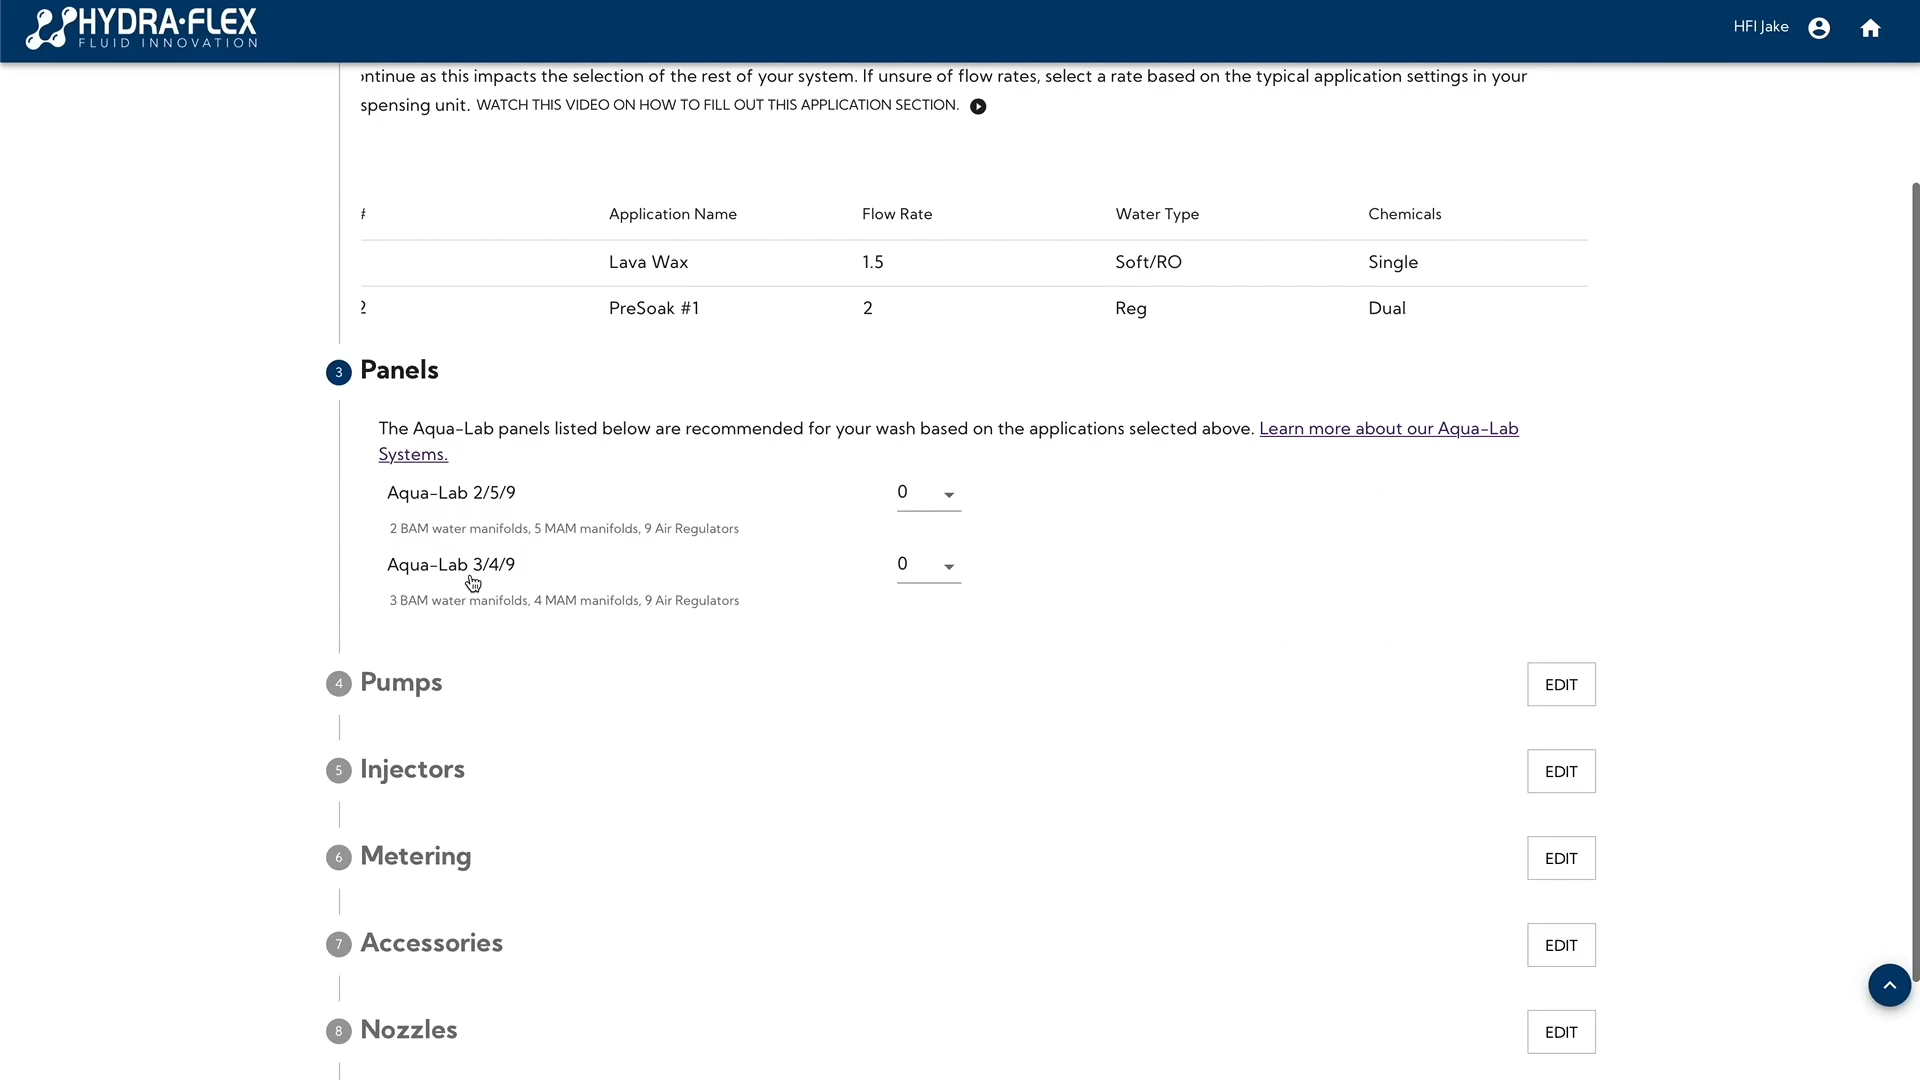 HYDRA·FLEX
FLUID INNOVATION
HFI Jake
ontinue as this impacts the selection of the rest of your system. If unsure of flow rates, select a rate based on the typical application settings in your
spensing unit. WATCH THIS VIDEO ON HOW TO FILL OUT THIS APPLICATION SECTION.
# Application Name Flow Rate Water Type Chemicals
Lava Wax 1.5 Soft/RO Single
2 PreSoak #1 2 Reg Dual
3 Panels
The Aqua-Lab panels listed below are recommended for your wash based on the applications selected above. Learn more about our Aqua-Lab
Systems.
Aqua-Lab 2/5/9 0
2 BAM water manifolds, 5 MAM manifolds, 9 Air Regulators
Aqua-Lab 3/4/9 0
3 BAM water manifolds, 4 MAM manifolds, 9 Air Regulators
4 Pumps EDIT
5 Injectors EDIT
6 Metering EDIT
7 Accessories EDIT
8 Nozzles EDIT